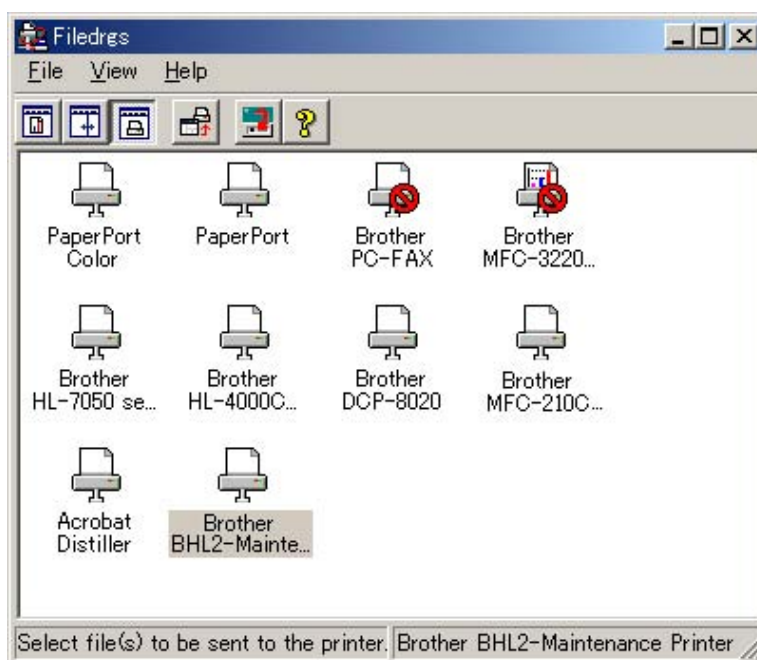 Filedrgs
File View Help
PaperPort
Color
PaperPort
Brother
PC-FAX
Brother
MFC-3220...
Brother
HL-7050 se...
Brother
HL-4000C...
Brother
DCP-8020
Brother
MFC-210C...
Acrobat
Distiller
Brother
BHL2-Mainte...
Select file(s) to be sent to the printer. Brother BHL2-Maintenance Printer